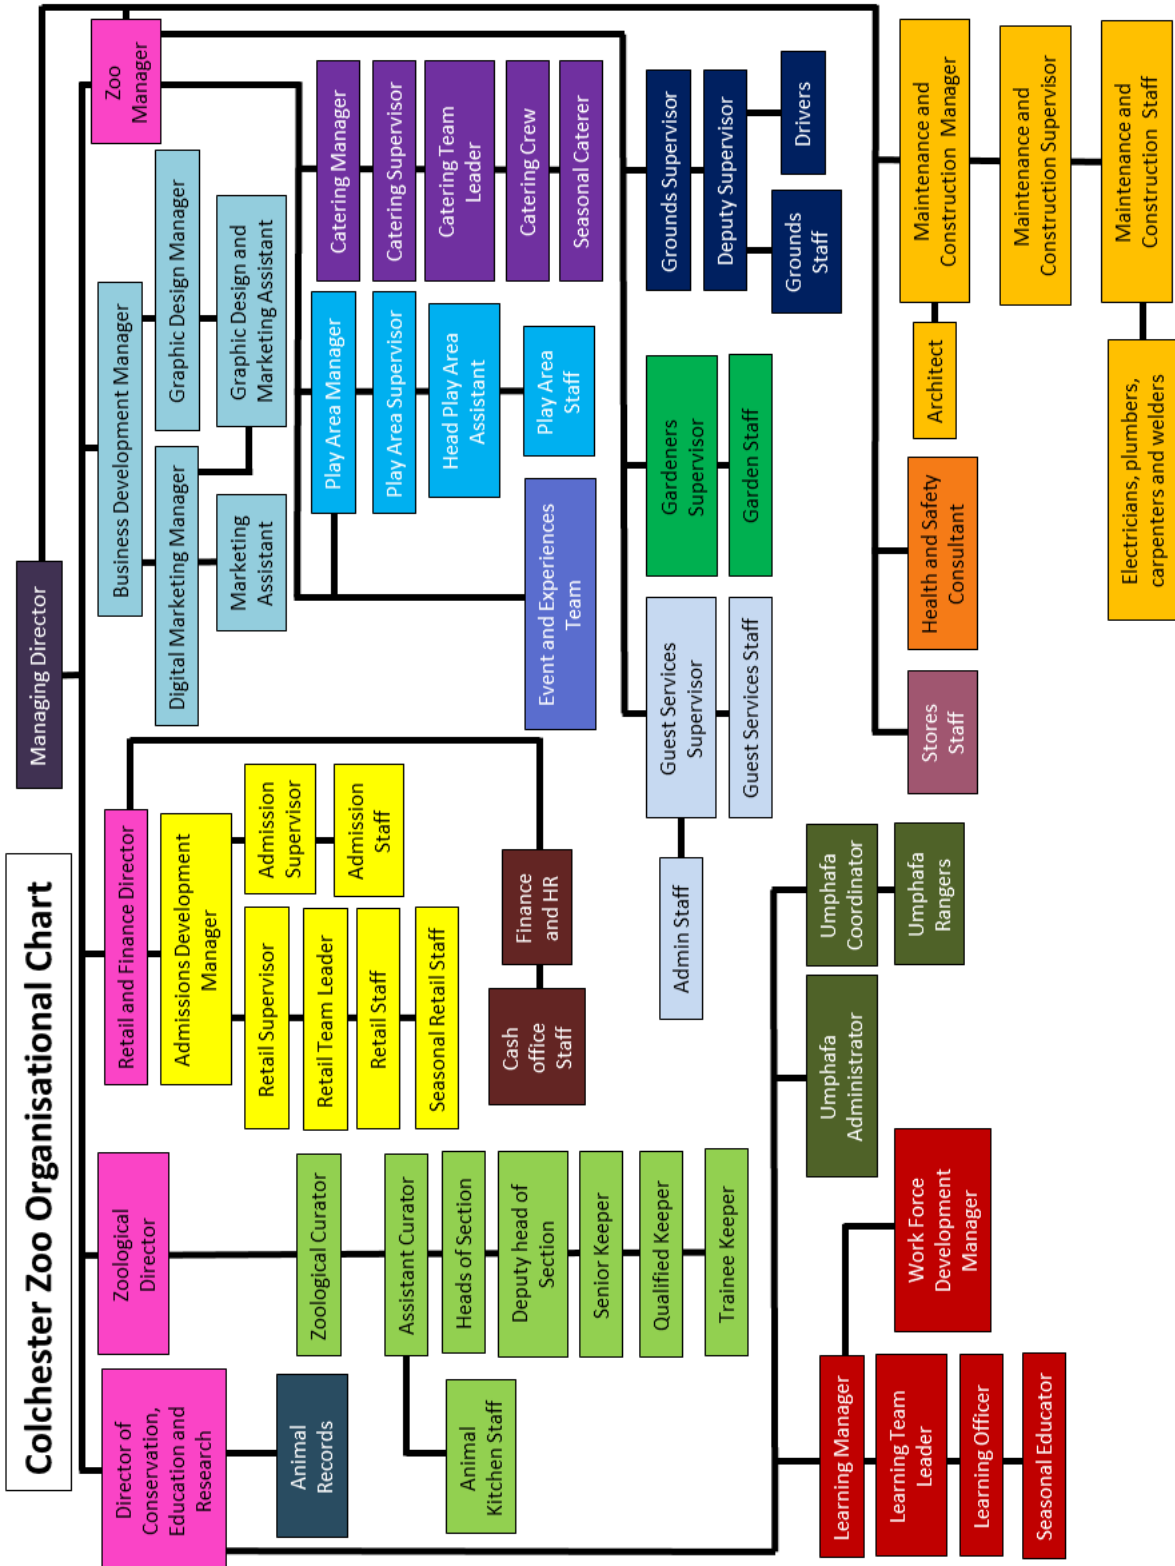 Colchester Zoo Organisational Chart
Managing Director
Director of
Conservation,
Education and
Research
Zoological
Director
Retail and Finance Director
Business Development Manager
Zoo
Manager
Animal
Records
Zoological Curator
Assistant Curator
Animal
Kitchen Staff
Heads of Section
Deputy head of
Section
Senior Keeper
Qualified Keeper
Trainee Keeper
Admissions Development
Manager
Retail Supervisor
Retail Team Leader
Retail Staff
Seasonal Retail Staff
Admission
Supervisor
Admission
Staff
Finance
and HR
Cash
office
Staff
Digital Marketing Manager
Marketing
Assistant
Graphic Design Manager
Graphic Design and
Marketing Assistant
Event and Experiences
Team
Play Area Manager
Play Area Supervisor
Head Play Area
Assistant
Play Area
Staff
Catering Manager
Catering Supervisor
Catering Team
Leader
Catering Crew
Seasonal Caterer
Admin Staff
Guest Services
Supervisor
Guest Services Staff
Gardeners
Supervisor
Garden Staff
Grounds Supervisor
Deputy Supervisor
Grounds
Staff
Drivers
Learning Manager
Learning Team
Leader
Learning Officer
Seasonal Educator
Work Force
Development
Manager
Umphafa
Administrator
Umphafa
Coordinator
Umphafa
Rangers
Stores
Staff
Health and Safety
Consultant
Architect
Maintenance and
Construction Manager
Maintenance and
Construction Supervisor
Maintenance and
Construction Staff
Electricians, plumbers,
carpenters and welders